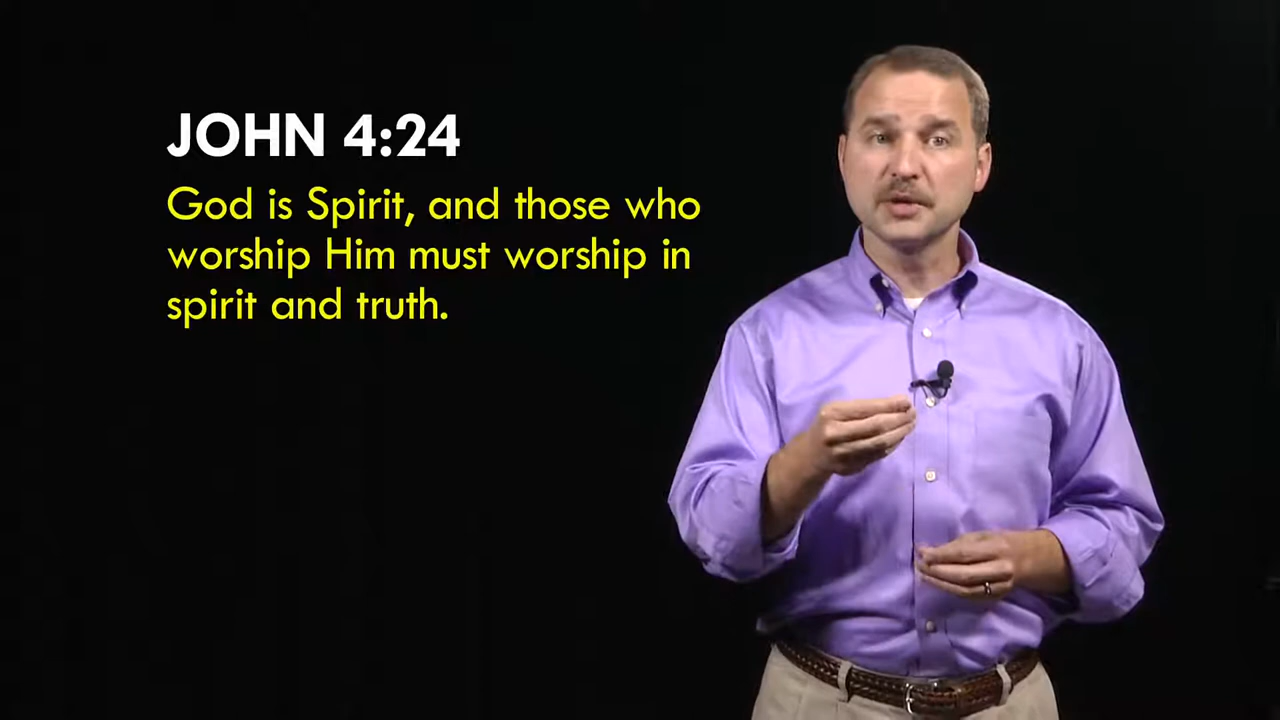 JOHN 4:24
God is Spirit, and those who
worship Him must worship in
spirit and truth.